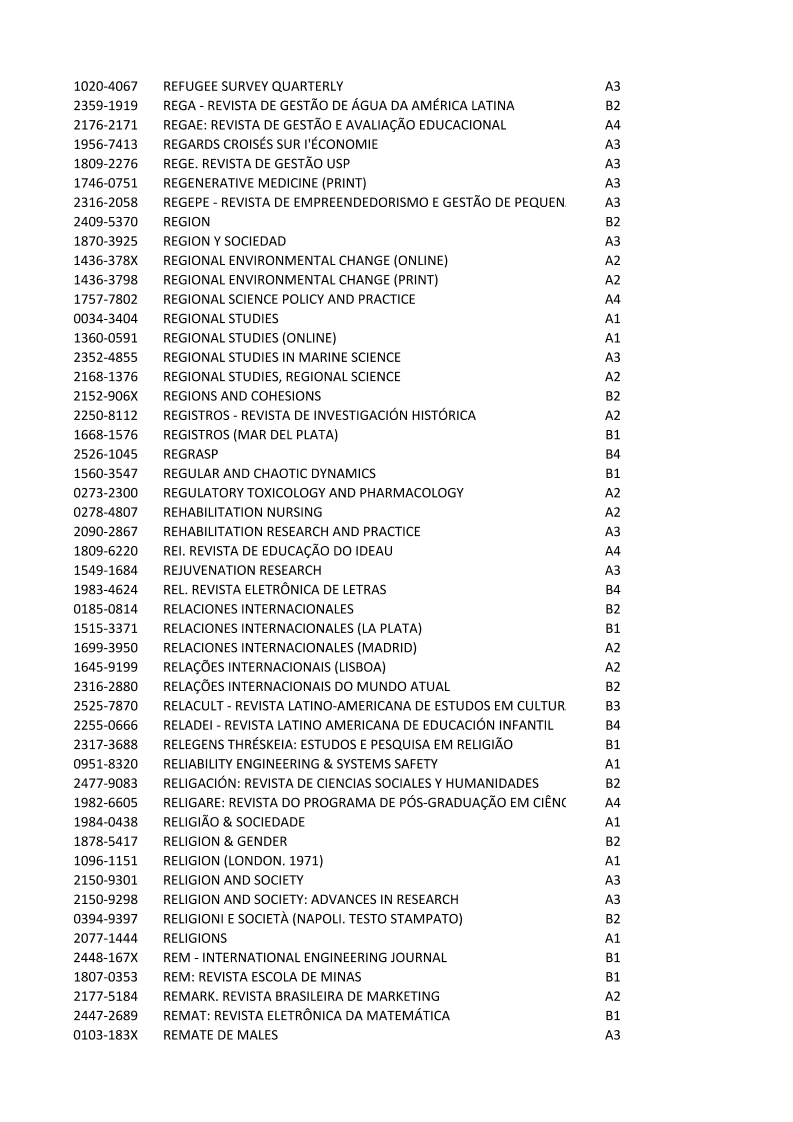 1020-4067 REFUGEE SURVEY QUARTERLY A3
2359-1919 REGA - REVISTA DE GESTÃO DE ÁGUA DA AMÉRICA LATINA B2
2176-2171 REGAE: REVISTA DE GESTÃO E AVALIAÇÃO EDUCACIONAL A4
1956-7413 REGARDS CROISÉS SUR l'ÉCONOMIE A3
1809-2276 REGE. REVISTA DE GESTÃO USP A3
1746-0751 REGENERATIVE MEDICINE (PRINT) A3
2316-2058 REGEPE - REVISTA DE EMPREENDEDORISMO E GESTÃO DE PEQUEN. A3
2409-5370 REGION B2
1870-3925 REGION Y SOCIEDAD A3
1436-378X REGIONAL ENVIRONMENTAL CHANGE (ONLINE) A2
1436-3798 REGIONAL ENVIRONMENTAL CHANGE (PRINT) A2
1757-7802 REGIONAL SCIENCE POLICY AND PRACTICE A4
0034-3404 REGIONAL STUDIES A1
1360-0591 REGIONAL STUDIES (ONLINE) A1
2352-4855 REGIONAL STUDIES IN MARINE SCIENCE A3
2168-1376 REGIONAL STUDIES, REGIONAL SCIENCE A2
2152-906X REGIONS AND COHESIONS B2
2250-8112 REGISTROS - REVISTA DE INVESTIGACIÓN HISTÓRICA A2
1668-1576 REGISTROS (MAR DEL PLATA) B1
2526-1045 REGRASP B4
1560-3547 REGULAR AND CHAOTIC DYNAMICS B1
0273-2300 REGULATORY TOXICOLOGY AND PHARMACOLOGY A2
0278-4807 REHABILITATION NURSING A2
2090-2867 REHABILITATION RESEARCH AND PRACTICE A3
1809-6220 REI. REVISTA DE EDUCAÇÃO DO IDEAU A4
1549-1684 REJUVENATION RESEARCH A3
1983-4624 REL. REVISTA ELETRÔNICA DE LETRAS B4
0185-0814 RELACIONES INTERNACIONALES B2
1515-3371 RELACIONES INTERNACIONALES (LA PLATA) B1
1699-3950 RELACIONES INTERNACIONALES (MADRID) A2
1645-9199 RELAÇÕES INTERNACIONAIS (LISBOA) A2
2316-2880 RELAÇÕES INTERNACIONAIS DO MUNDO ATUAL B2
2525-7870 RELACULT - REVISTA LATINO-AMERICANA DE ESTUDOS EM CULTUR. B3
2255-0666 RELADEI - REVISTA LATINO AMERICANA DE EDUCACIÓN INFANTIL B4
2317-3688 RELEGENS THRÉSKEIA: ESTUDOS E PESQUISA EM RELIGIÃO B1
0951-8320 RELIABILITY ENGINEERING & SYSTEMS SAFETY A1
2477-9083 RELIGACIÓN: REVISTA DE CIENCIAS SOCIALES Y HUMANIDADES B2
1982-6605 RELIGARE: REVISTA DO PROGRAMA DE PÓS-GRADUAÇÃO EM CIÊNC A4
1984-0438 RELIGIÃO & SOCIEDADE A1
1878-5417 RELIGION & GENDER B2
1096-1151 RELIGION (LONDON. 1971) A1
2150-9301 RELIGION AND SOCIETY A3
2150-9298 RELIGION AND SOCIETY: ADVANCES IN RESEARCH A3
0394-9397 RELIGIONI E SOCIETÀ (NAPOLI. TESTO STAMPATO) B2
2077-1444 RELIGIONS A1
2448-167X REM - INTERNATIONAL ENGINEERING JOURNAL B1
1807-0353 REM: REVISTA ESCOLA DE MINAS B1
2177-5184 REMARK. REVISTA BRASILEIRA DE MARKETING A2
2447-2689 REMAT: REVISTA ELETRÔNICA DA MATEMÁTICA B1
0103-183X REMATE DE MALES A3